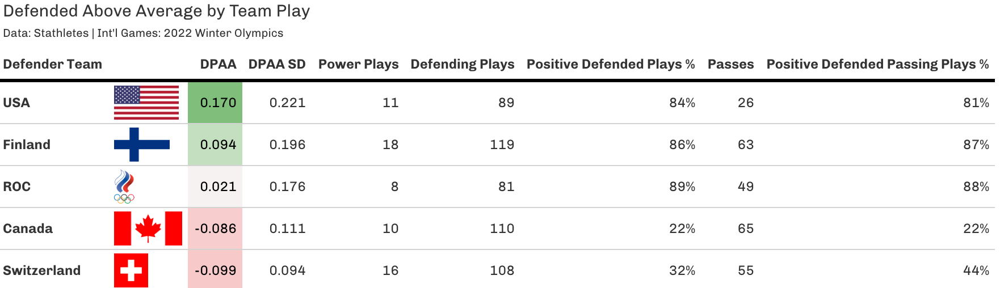 Defended Above Average by Team Play
Data: Stathletes | Int'l Games: 2022 Winter Olympics
Defender Team DPAA DPAA SD Power Plays Defending Plays Positive Defended Plays % Passes Positive Defended Passing Plays %
USA 0.170 0.221 11 89 84% 26 81%
Finland 0.094 0.196 18 119 86% 63 87%
ROC 0.021 0.176 8 81 89% 49 88%
Canada -0.086 0.111 10 110 22% 65 22%
Switzerland -0.099 0.094 16 108 32% 55 44%